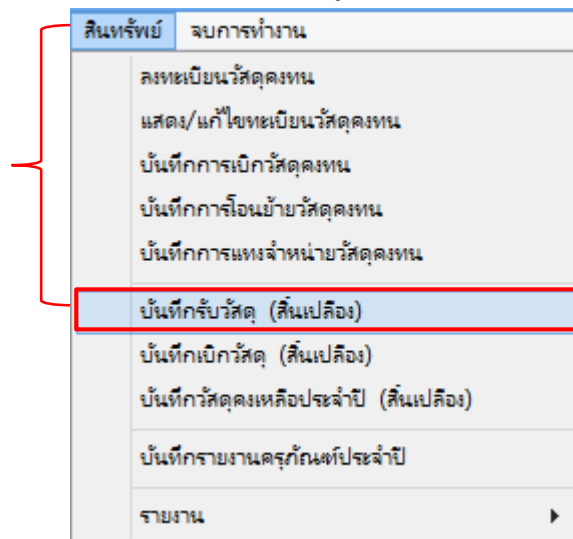 สินทรัพย์ จบการทำงาน
ลงทะเบียนวัสดุคงทน
แสดง/แก้ไขทะเบียนวัสดุคงทน
บันทึกการเบิกวัสดุคงทน
บันทึกการโอนย้ายวัสดุคงทน
บันทึกการแทงจำหน่ายวัสดุคงทน
บันทึกรับวัสดุ (สิ้นเปลือง)
บันทึกเบิกวัสดุ (สิ้นเปลือง)
บันทึกวัสดุคงเหลือประจำปี (สิ้นเปลือง)
บันทึกรายงานครุภัณฑ์ประจำปี
รายงาน